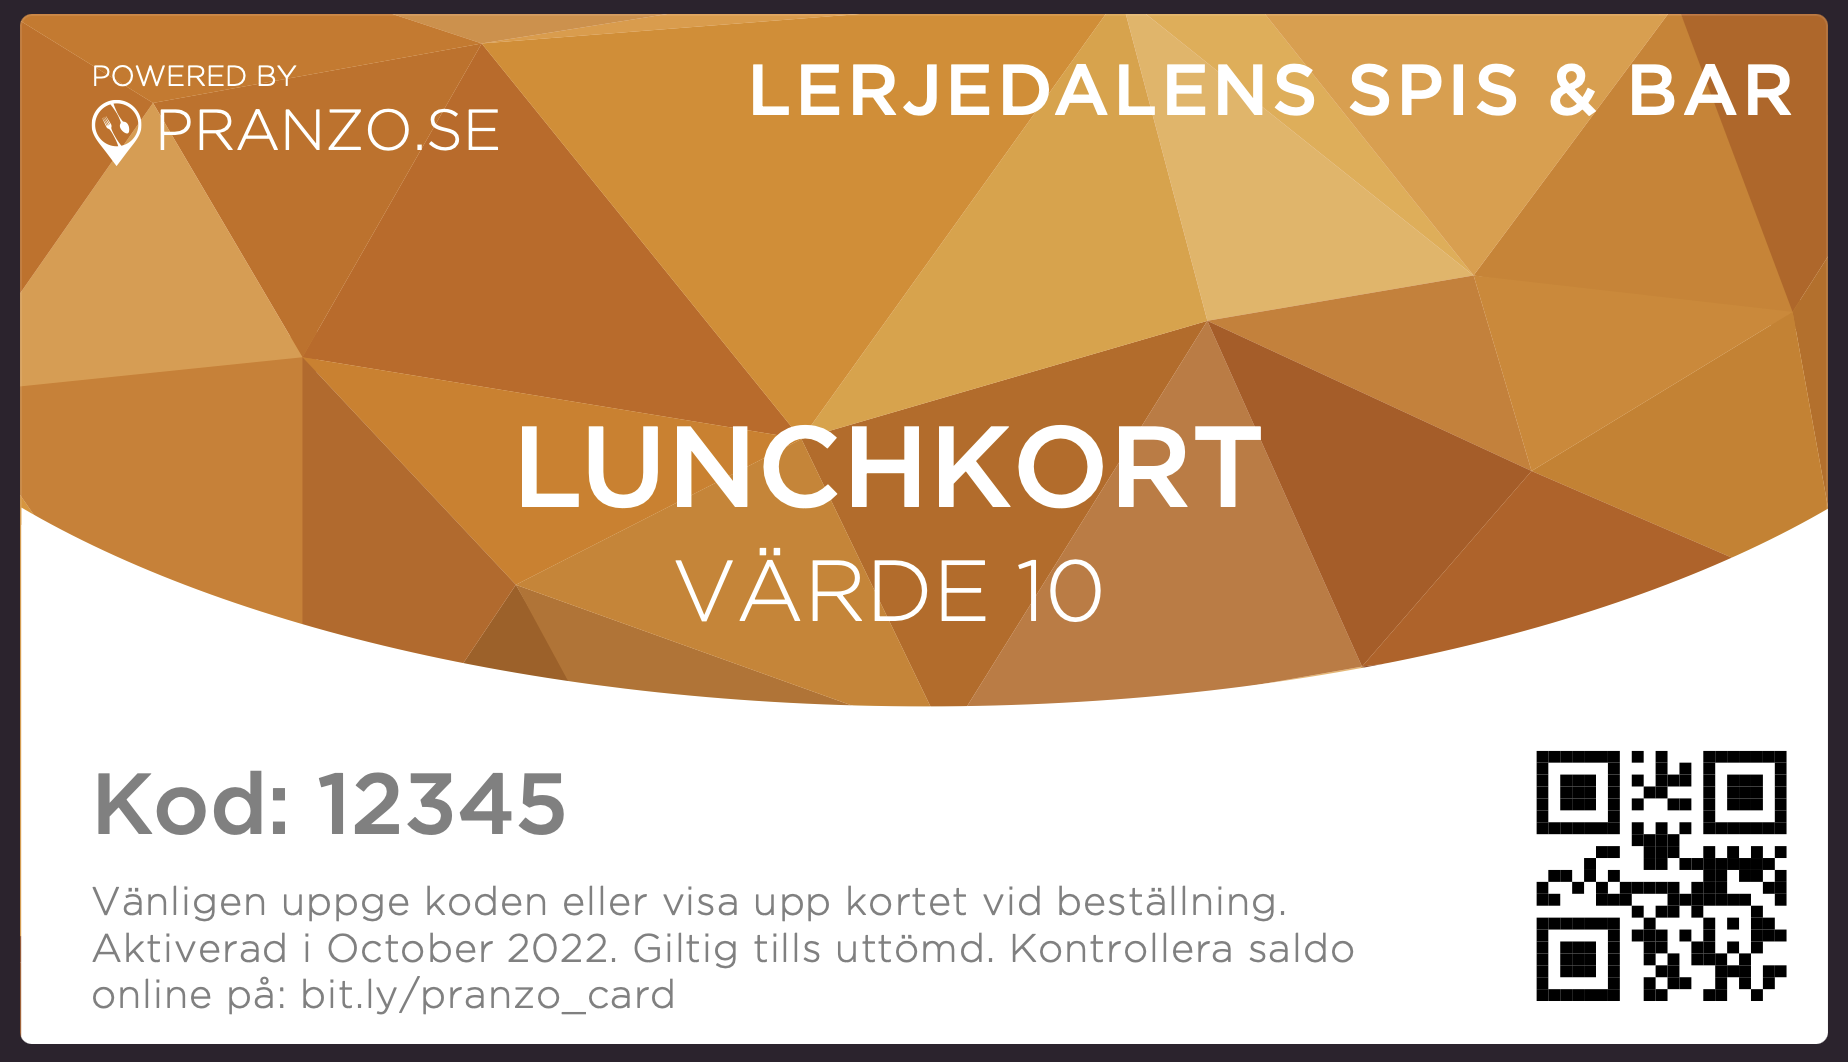 POWERED BY
PRANZO.SE
LERJEDALENS SPIS & BAR
LUNCHKORT
VÄRDE 10
Kod: 12345
Vänligen uppge koden eller visa upp kortet vid beställning.
Aktiverad i October 2022. Giltig tills uttömd. Kontrollera saldo
online på: bit.ly/pranzo_card